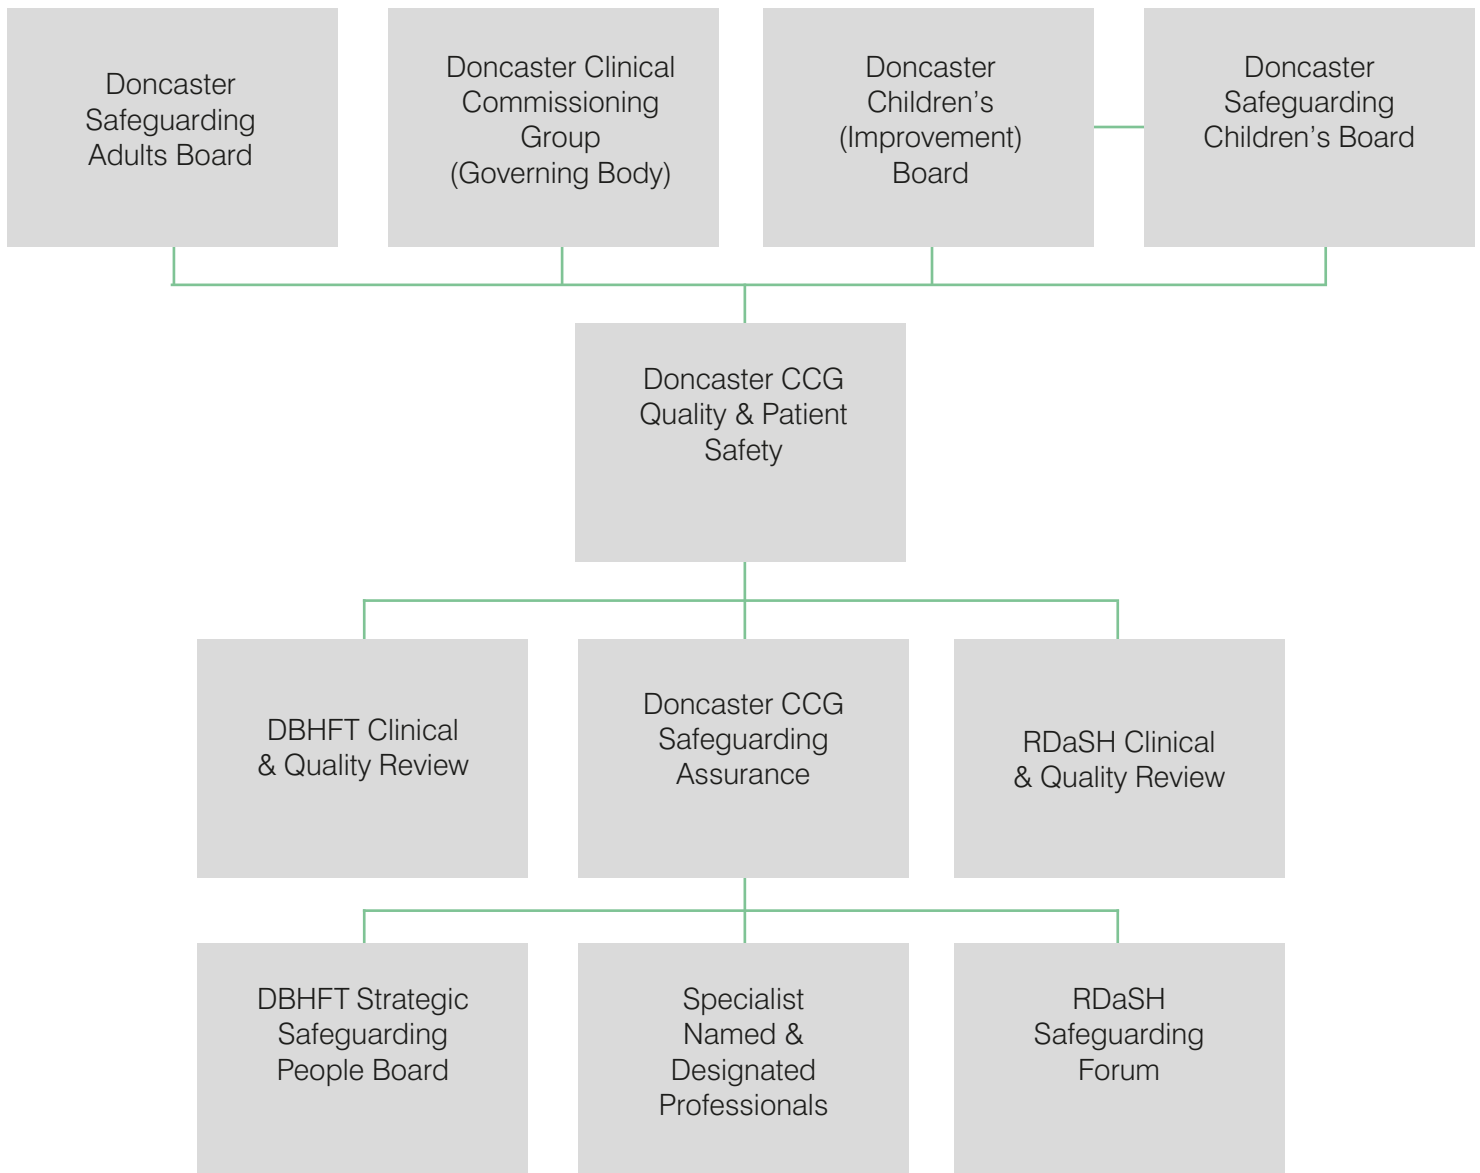 Doncaster
Safeguarding
Adults Board
Doncaster Clinical
Commissioning
Group
(Governing Body)
Doncaster
Children’s
(Improvement)
Board
Doncaster
Safeguarding
Children’s Board
Doncaster CCG
Quality & Patient
Safety
DBHFT Clinical
& Quality Review
Doncaster CCG
Safeguarding
Assurance
RDaSH Clinical
& Quality Review
DBHFT Strategic
Safeguarding
People Board
Specialist
Named &
Designated
Professionals
RDaSH
Safeguarding
Forum